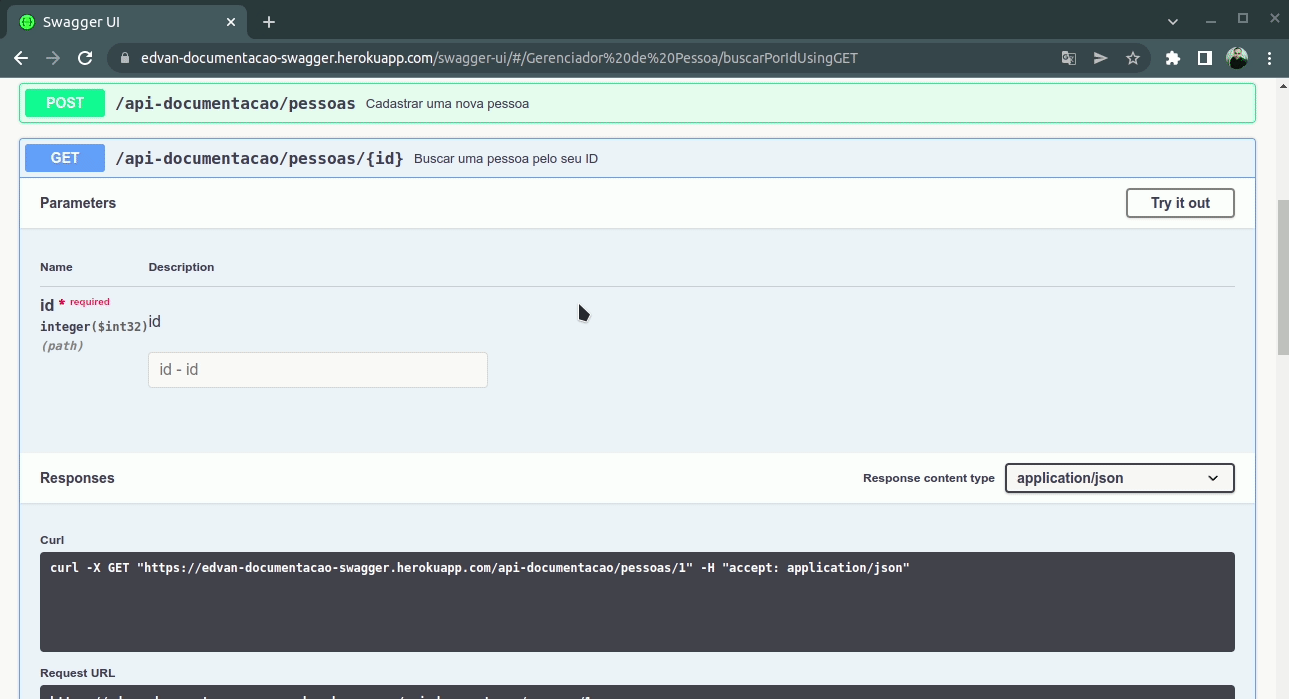 Swagger UI
edvan-documentacao-swagger.herokuapp.com/swagger-ui/#/Gerenciador%20de%20Pessoa/buscarPorIdUsingGET
POST /api-documentacao/pessoas Cadastrar uma nova pessoa
GET /api-documentacao/pessoas/{id} Buscar uma pessoa pelo seu ID
Parameters Try it out
Name Description
id * required
integer($int32) id
(path)
id - id
Responses Response content type application/json
Curl
curl -X GET "https://edvan-documentacao-swagger.herokuapp.com/api-documentacao/pessoas/1" -H "accept: application/json"
Request URL